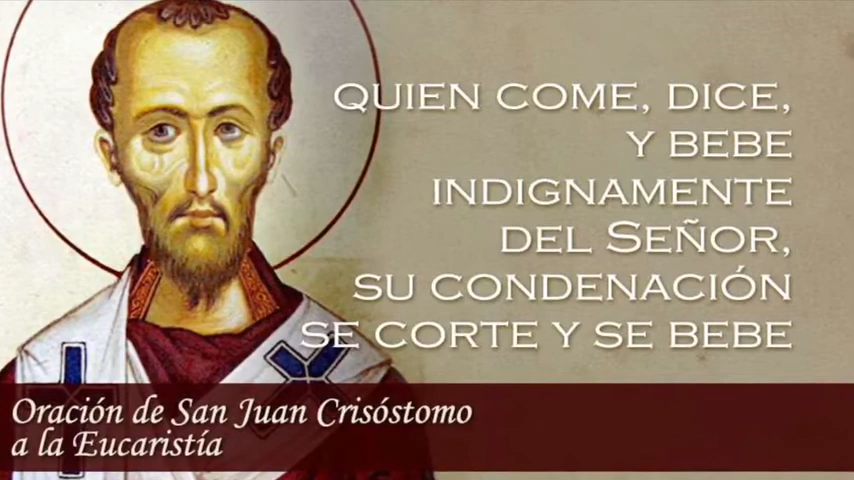 QUIEN COME, DICE,
Y BEBE
INDIGNAMENTE
DEL SEÑOR,
SU CONDENACIÓN
SE CORTE Y SE BEBE
Oración de San Juan Crisóstomo
a la Eucaristía